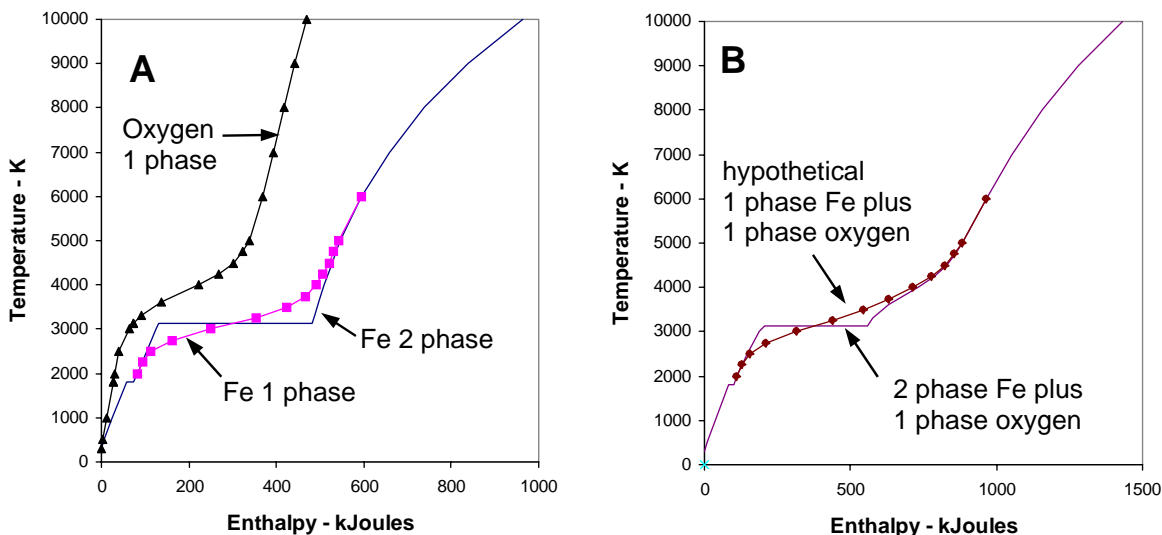 A
Temperature - K
10000
9000
8000
7000
6000
5000
4000
3000
2000
1000
0
Oxygen
1 phase
Fe 2 phase
Fe 1 phase
0
200
400
600
800
1000
Enthalpy - kJoules
B
Temperature - K
10000
9000
8000
7000
6000
5000
4000
3000
2000
1000
0
hypothetical
1 phase Fe plus
1 phase oxygen
2 phase Fe plus
1 phase oxygen
0
500
1000
1500
Enthalpy - kJoules